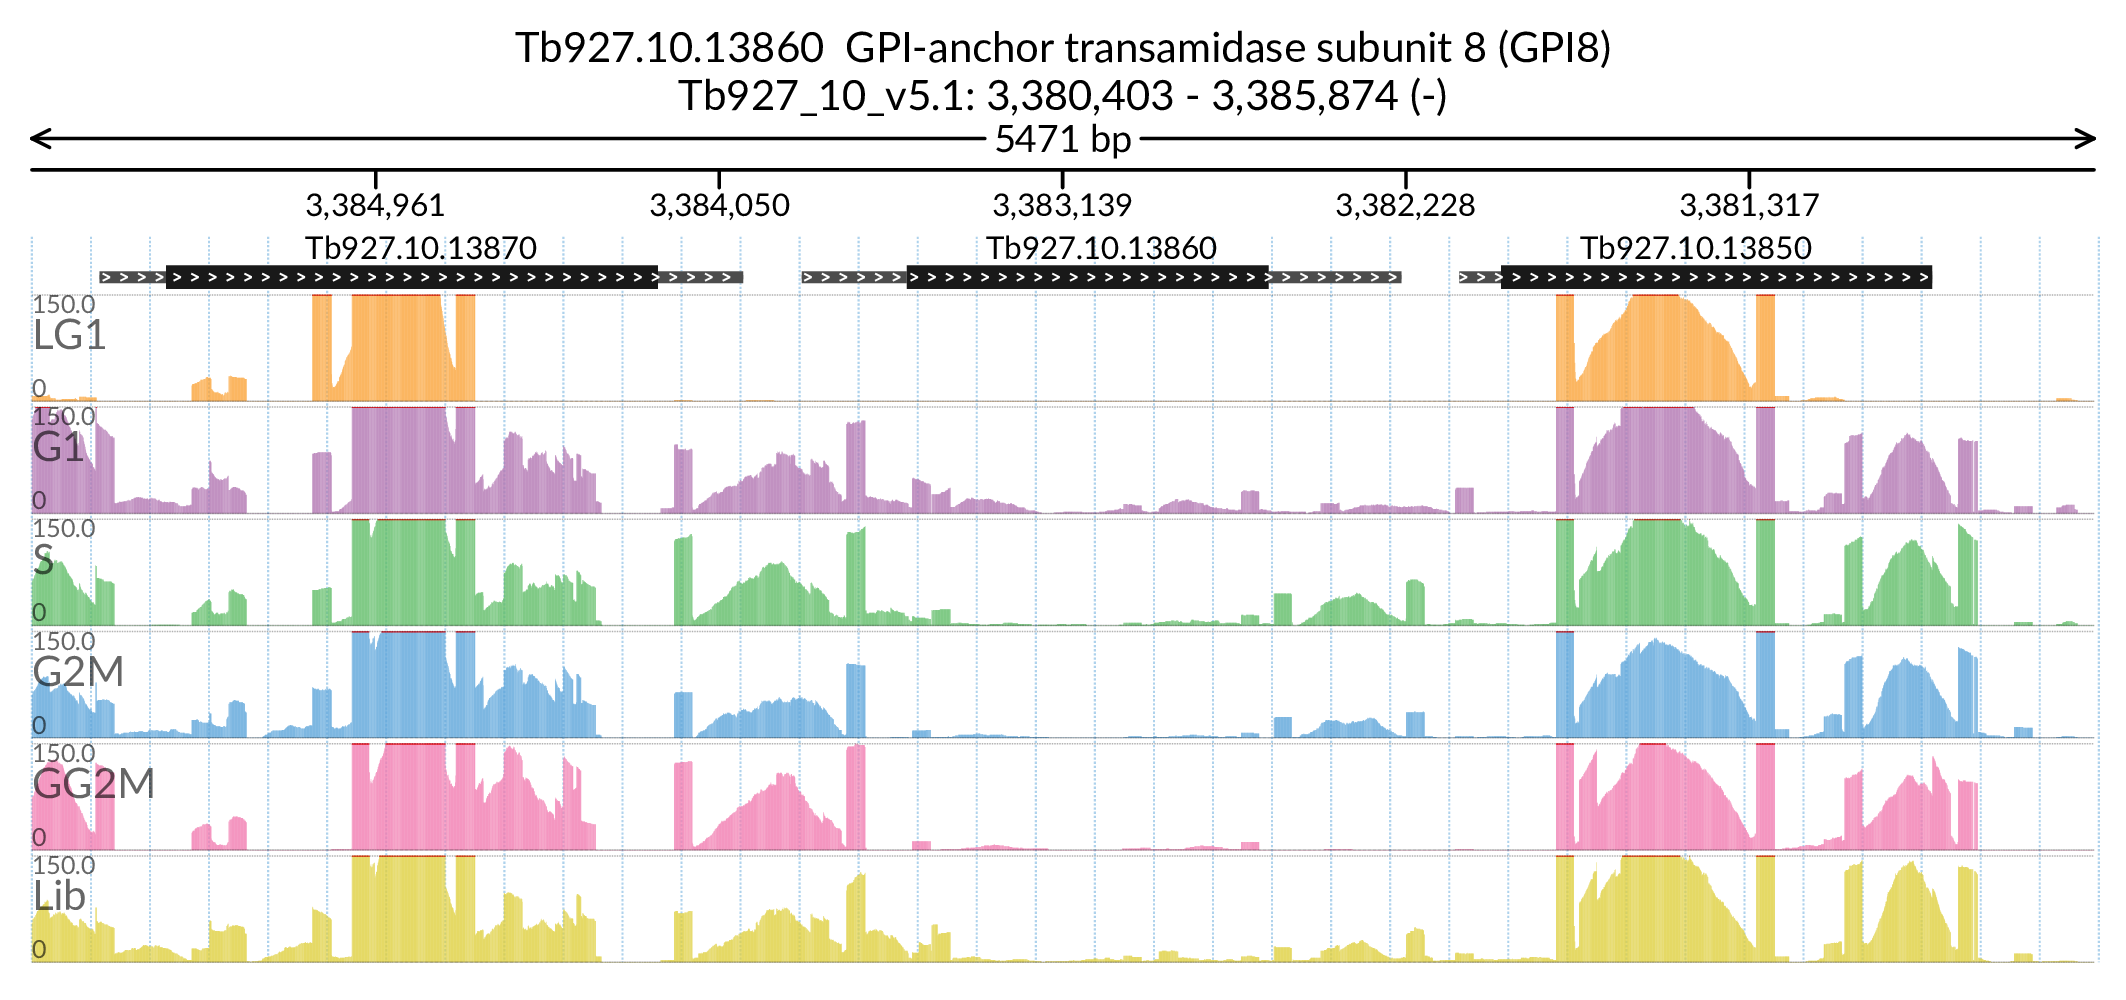 Tb927.10.13860  GPI-anchor transamidase subunit 8 (GPI8)
Tb927_10_v5.1: 3,380,403 - 3,385,874 (-)
5471 bp
3,384,961 3,384,050 3,383,139 3,382,228 3,381,317
Tb927.10.13870 Tb927.10.13860 Tb927.10.13850
150.0
LG1
0
150.0
G1
0
150.0
S
0
150.0
G2M
0
150.0
GG2M
0
150.0
Lib
0